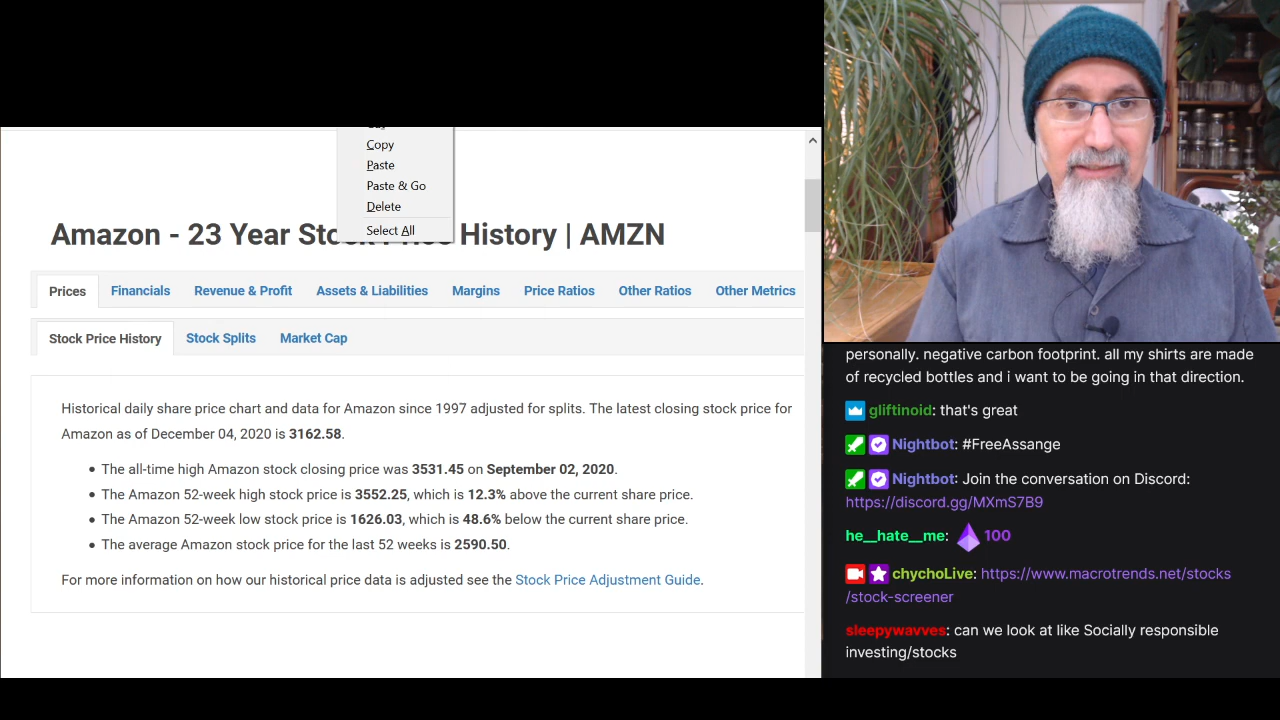 Copy
Paste
Paste & Go
Delete
Select All
Amazon - 23 Year Stock Price History | AMZN
Prices Financials Revenue & Profit Assets & Liabilities Margins Price Ratios Other Ratios Other Metrics
Stock Price History Stock Splits Market Cap
Historical daily share price chart and data for Amazon since 1997 adjusted for splits. The latest closing stock price for
Amazon as of December 04, 2020 is 3162.58.
• The all-time high Amazon stock closing price was 3531.45 on September 02, 2020.
• The Amazon 52-week high stock price is 3552.25, which is 12.3% above the current share price.
• The Amazon 52-week low stock price is 1626.03, which is 48.6% below the current share price.
• The average Amazon stock price for the last 52 weeks is 2590.50.
For more information on how our historical price data is adjusted see the Stock Price Adjustment Guide.
personally. negative carbon footprint. all my shirts are made
of recycled bottles and i want to be going in that direction.
gliftinoid: that's great
Nightbot: #FreeAssange
Nightbot: Join the conversation on Discord:
https://discord.gg/MXmS7B9
he__hate__me: 100
chychoLive: https://www.macrotrends.net/stocks
/stock-screener
sleepywavves: can we look at like Socially responsible
investing/stocks